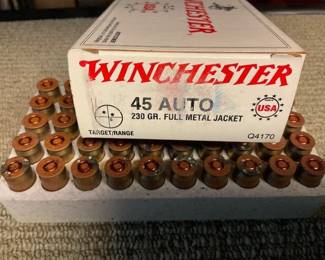 WINCHESTER
45 AUTO
230 GR. FULL METAL JACKET
USA
TARGET/RANGE
Q4170